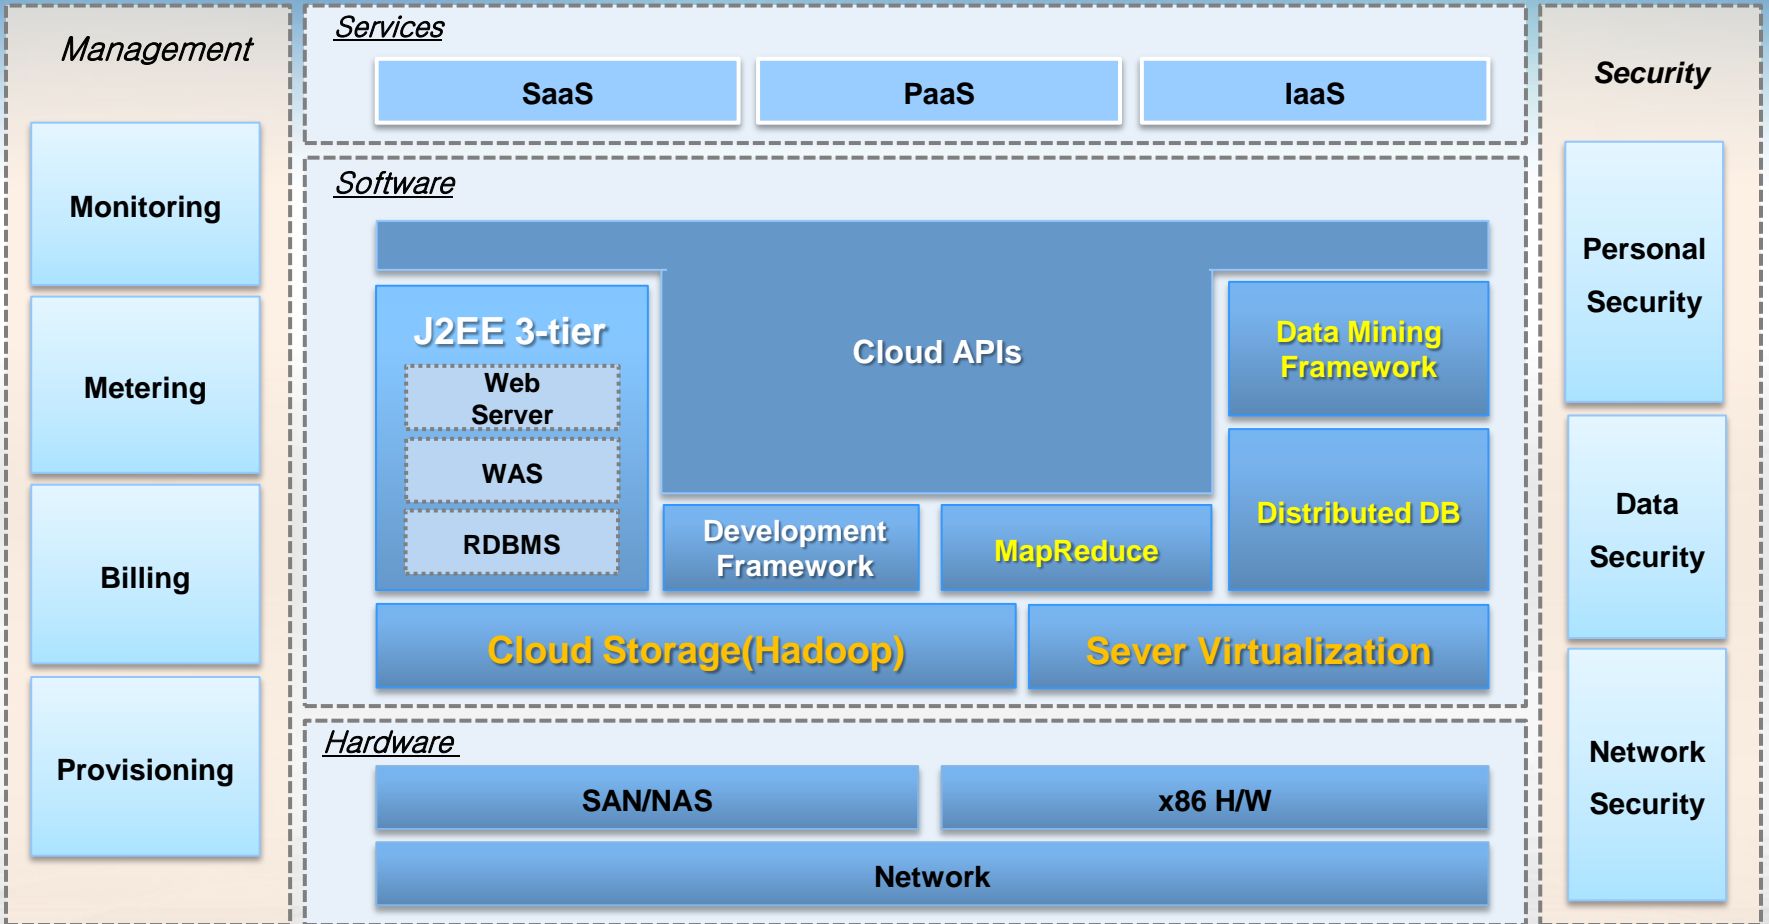 Management
Monitoring
Metering
Billing
Provisioning
Services
SaaS
PaaS
IaaS
Software
J2EE 3-tier
Web
Server
WAS
RDBMS
Cloud APIs
Development
Framework
MapReduce
Data Mining
Framework
Distributed DB
Cloud Storage(Hadoop)
Sever Virtualization
Hardware
SAN/NAS
x86 H/W
Network
Security
Personal
Security
Data
Security
Network
Security